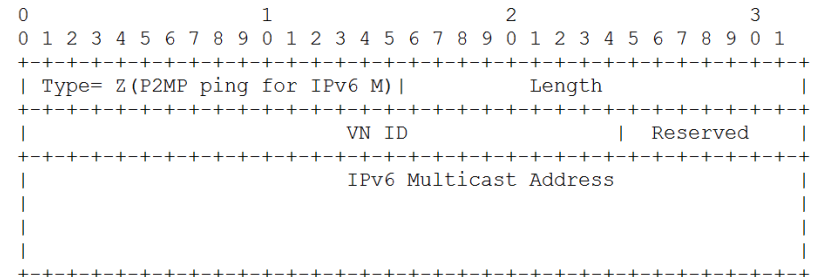 0                   1                   2                   3
0 1 2 3 4 5 6 7 8 9 0 1 2 3 4 5 6 7 8 9 0 1 2 3 4 5 6 7 8 9 0 1
+-+-+-+-+-+-+-+-+-+-+-+-+-+-+-+-+-+-+-+-+-+-+-+-+-+-+-+-+-+-+-+-+
| Type= Z(P2MP ping for IPv6 M)|          Length                |
+-+-+-+-+-+-+-+-+-+-+-+-+-+-+-+-+-+-+-+-+-+-+-+-+-+-+-+-+-+-+-+-+
|                          VN ID                 |  Reserved    |
+-+-+-+-+-+-+-+-+-+-+-+-+-+-+-+-+-+-+-+-+-+-+-+-+-+-+-+-+-+-+-+-+
|                          IPv6 Multicast Address               |
|                                                               |
|                                                               |
|                                                               |
+-+-+-+-+-+-+-+-+-+-+-+-+-+-+-+-+-+-+-+-+-+-+-+-+-+-+-+-+-+-+-+-+